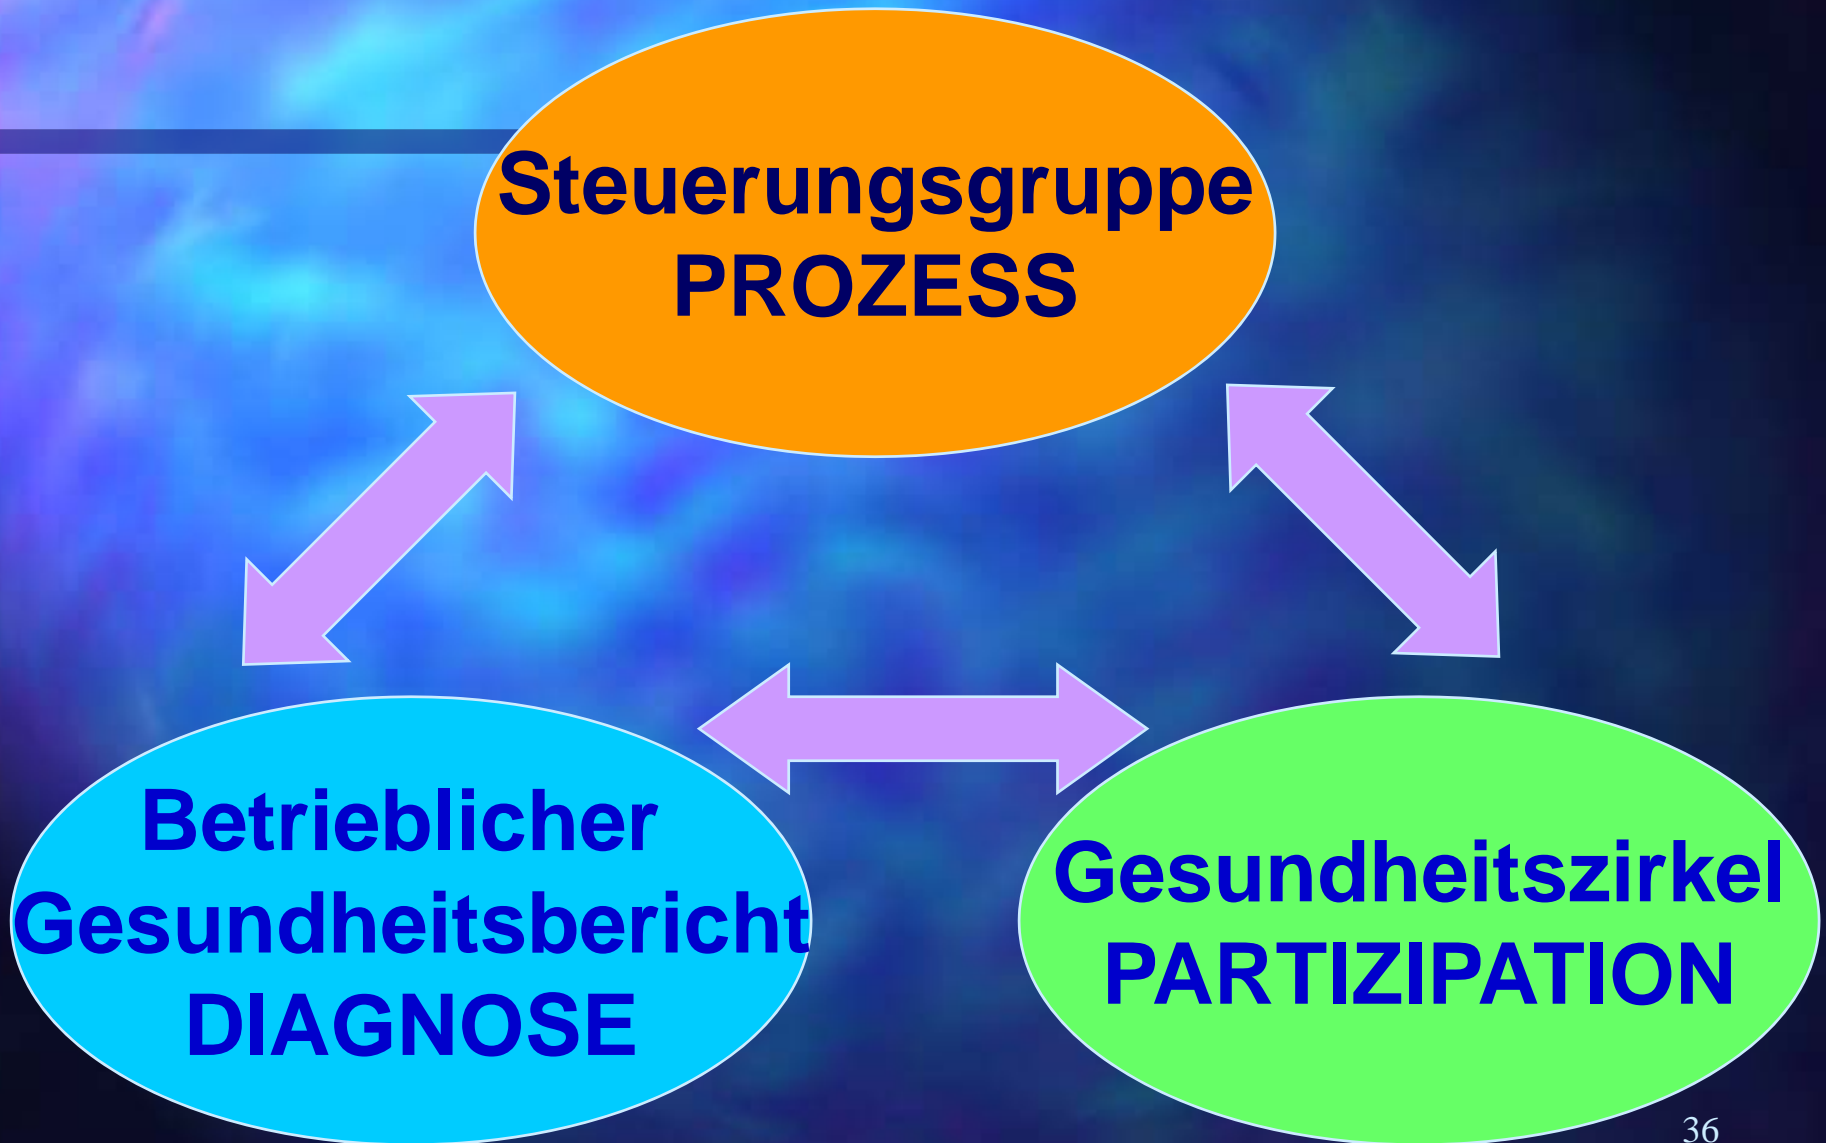 Steuerungsgruppe
PROZESS
Betrieblicher
Gesundheitsbericht
DIAGNOSE
Gesundheitszirkel
PARTIZIPATION
36